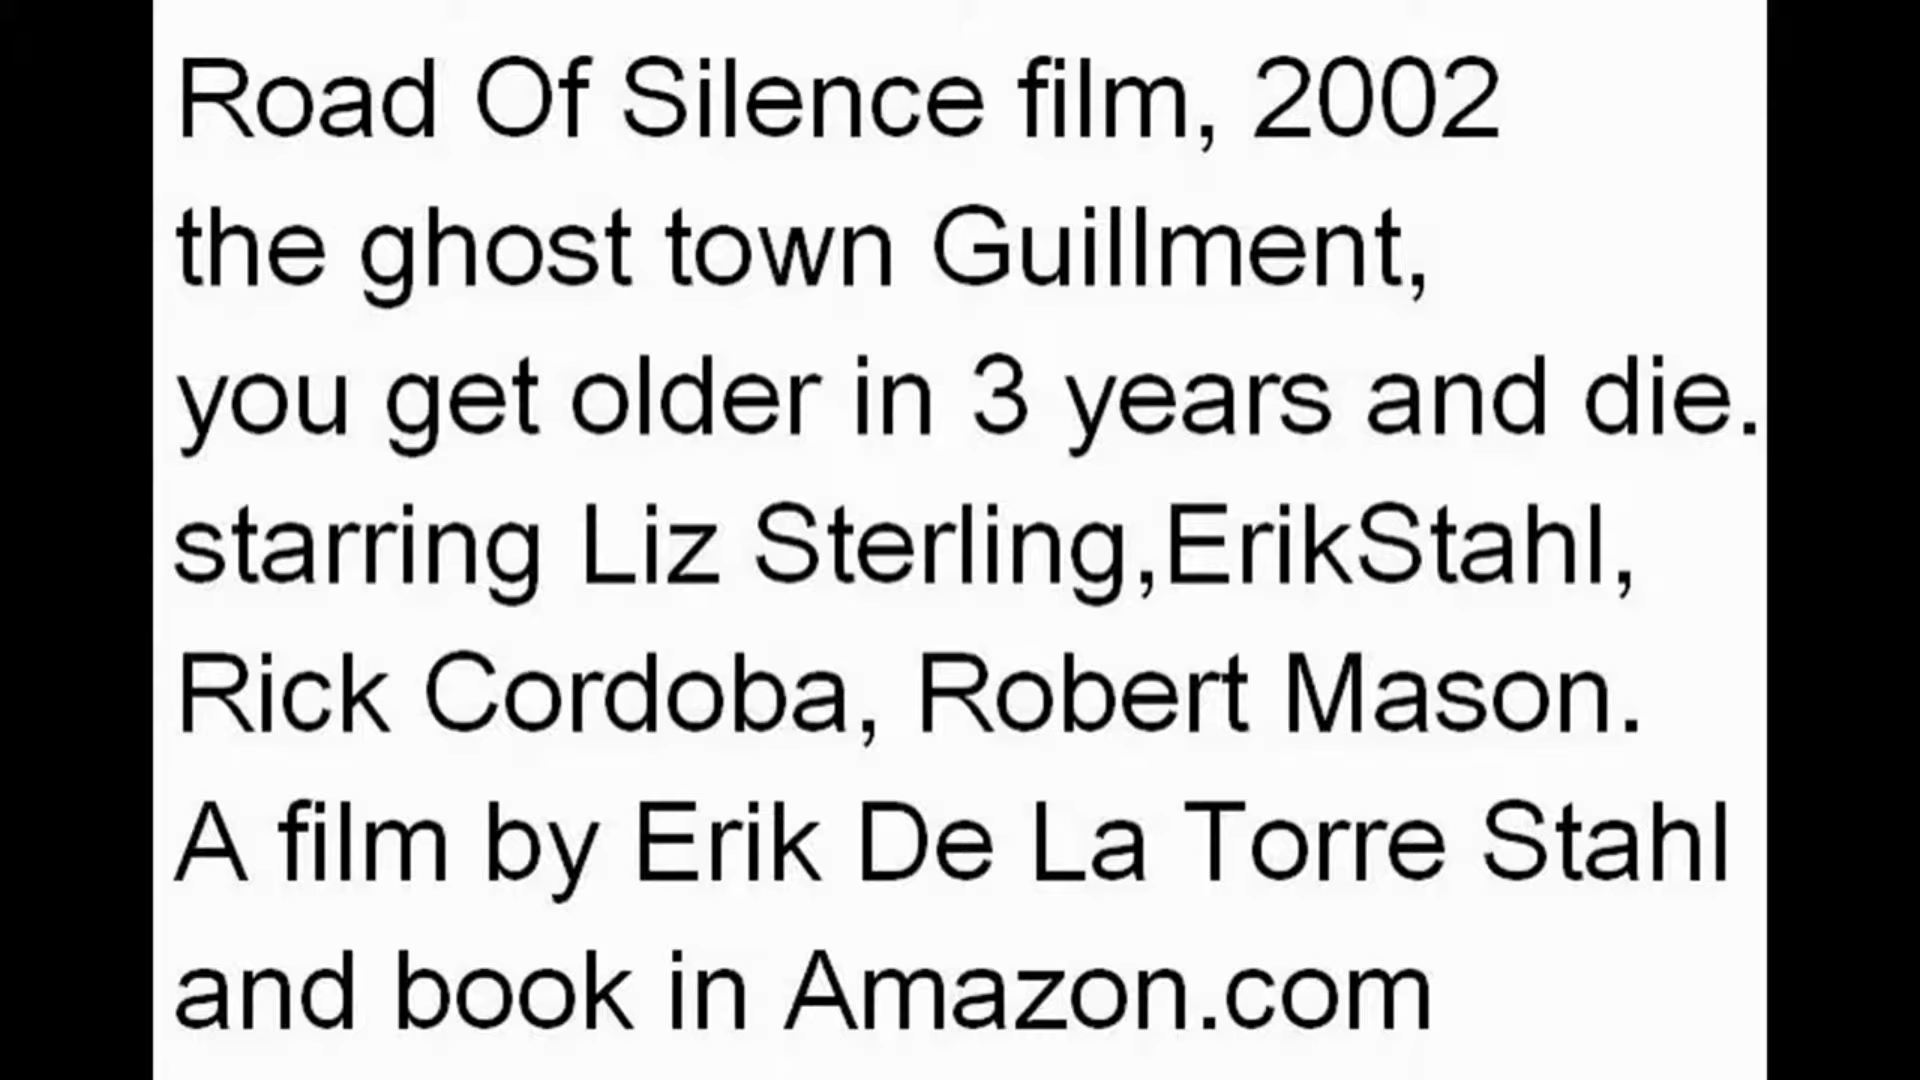 Road Of Silence film, 2002
the ghost town Guillment,
you get older in 3 years and die.
starring Liz Sterling,ErikStahl,
Rick Cordoba, Robert Mason.
A film by Erik De La Torre Stahl
and book in Amazon.com